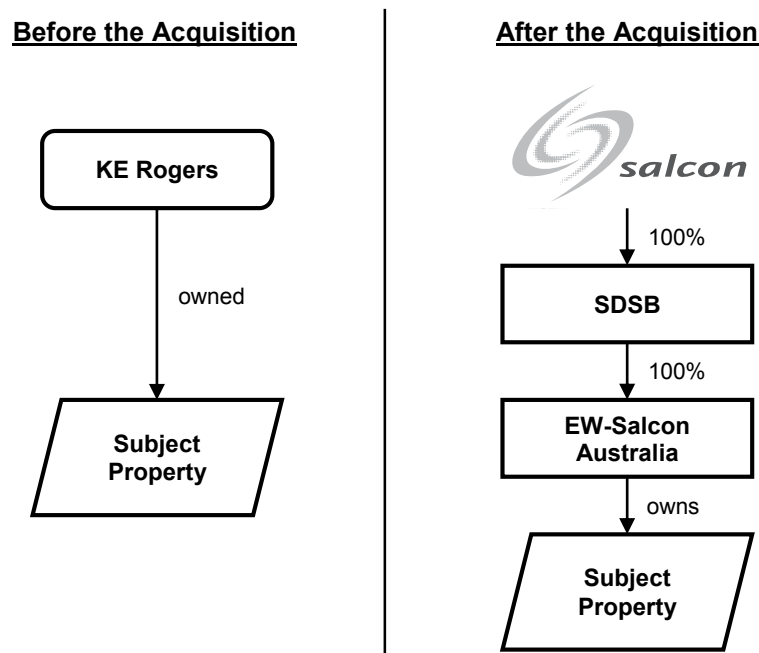 Before the Acquisition
KE Rogers
owned
Subject
Property
After the Acquisition
salcon
100%
SDSB
100%
EW-Salcon
Australia
owns
Subject
Property